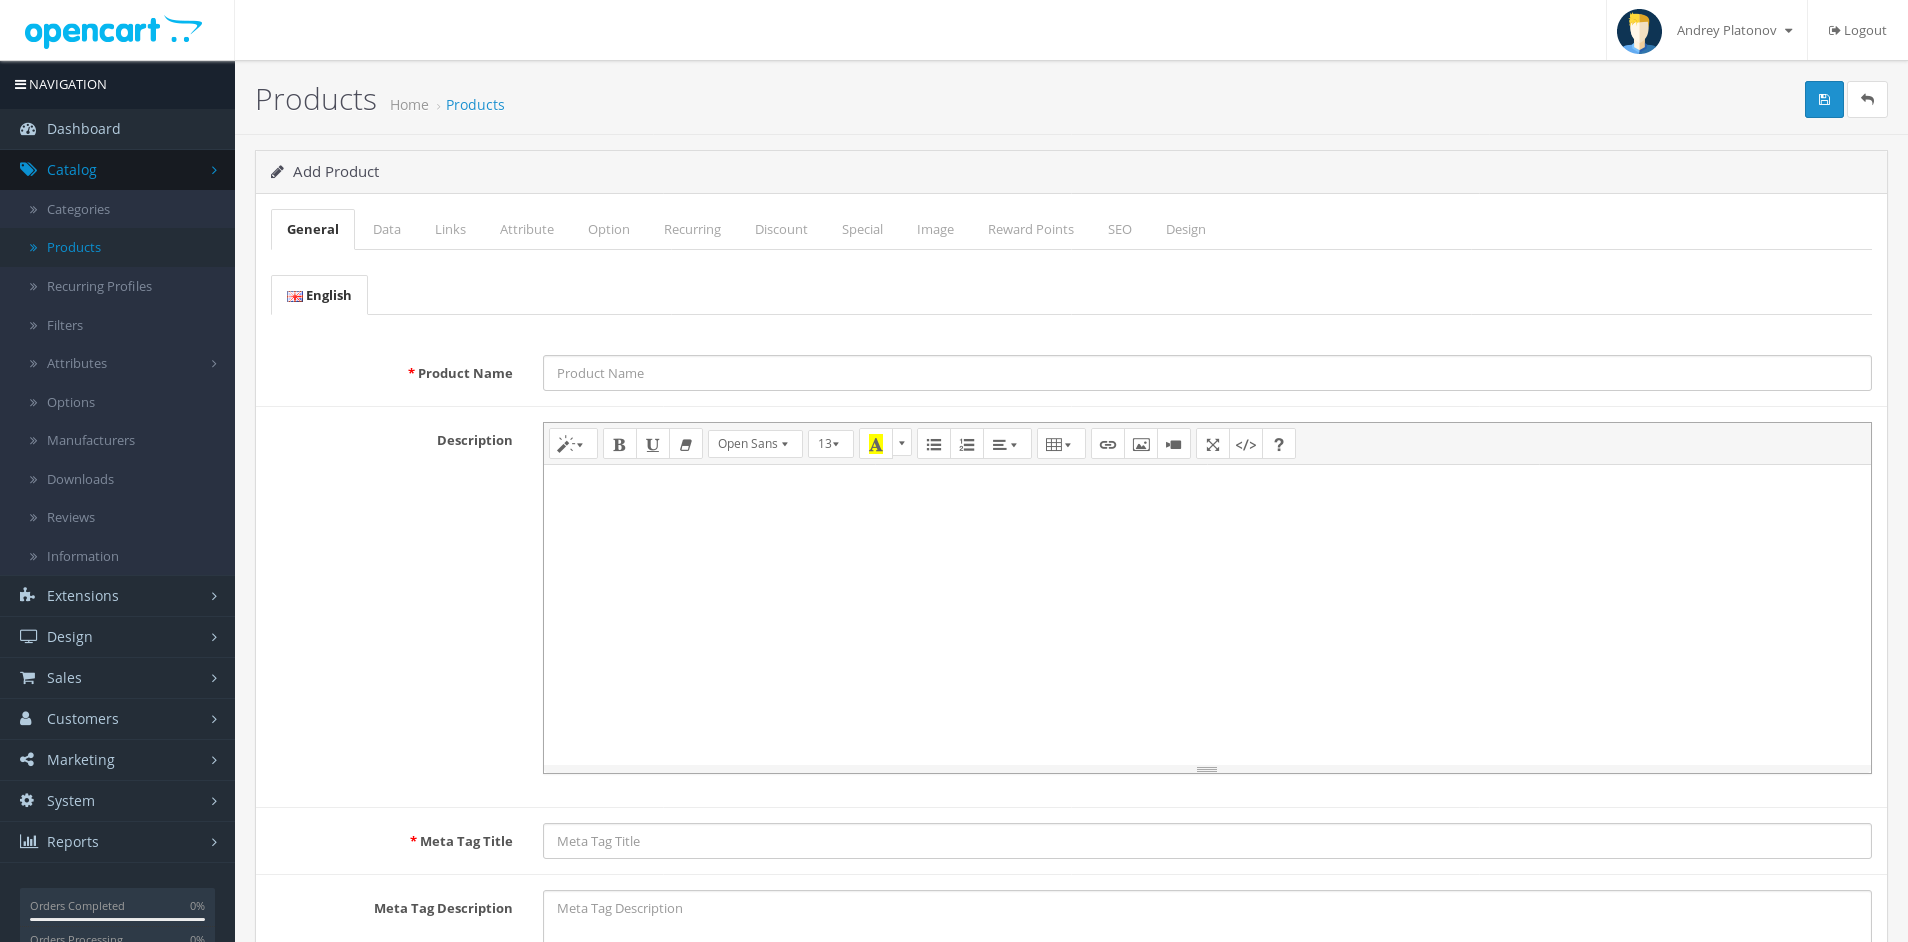 opencart
Andrey Platonov
Logout
NAVIGATION
Products Home › Products
Dashboard
Catalog
Categories
Products
Recurring Profiles
Filters
Attributes
Options
Manufacturers
Downloads
Reviews
Information
Extensions
Design
Sales
Customers
Marketing
System
Reports
Orders Completed 0%
Orders Processing 0%
Add Product
General Data Links Attribute Option Recurring Discount Special Image Reward Points SEO Design
English
* Product Name
Product Name
Description
B U Open Sans 13 A </> ?
* Meta Tag Title
Meta Tag Title
Meta Tag Description
Meta Tag Description